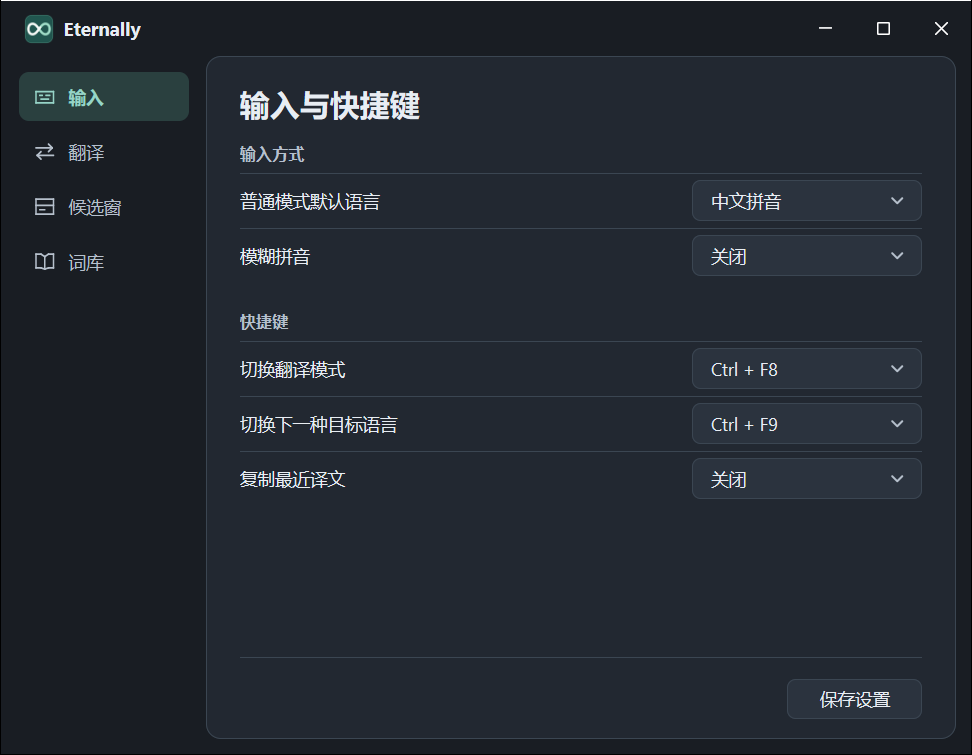 Eternally
输入
翻译
候选窗
词库
输入与快捷键
输入方式
普通模式默认语言
中文拼音
模糊拼音
关闭
快捷键
切换翻译模式
Ctrl + F8
切换下一种目标语言
Ctrl + F9
复制最近译文
关闭
保存设置